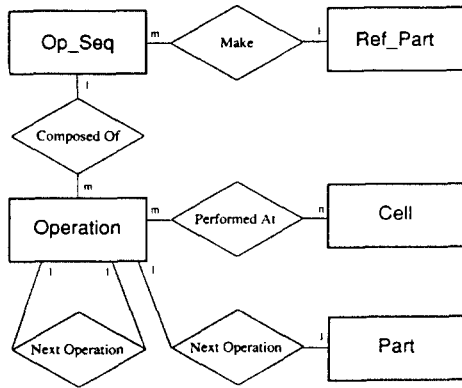 Op_Seq
m
Make
1
Ref_Part
1
Composed Of
m
Operation
m
Performed At
n
Cell
1
1
1
Next Operation
Next Operation
1
Part